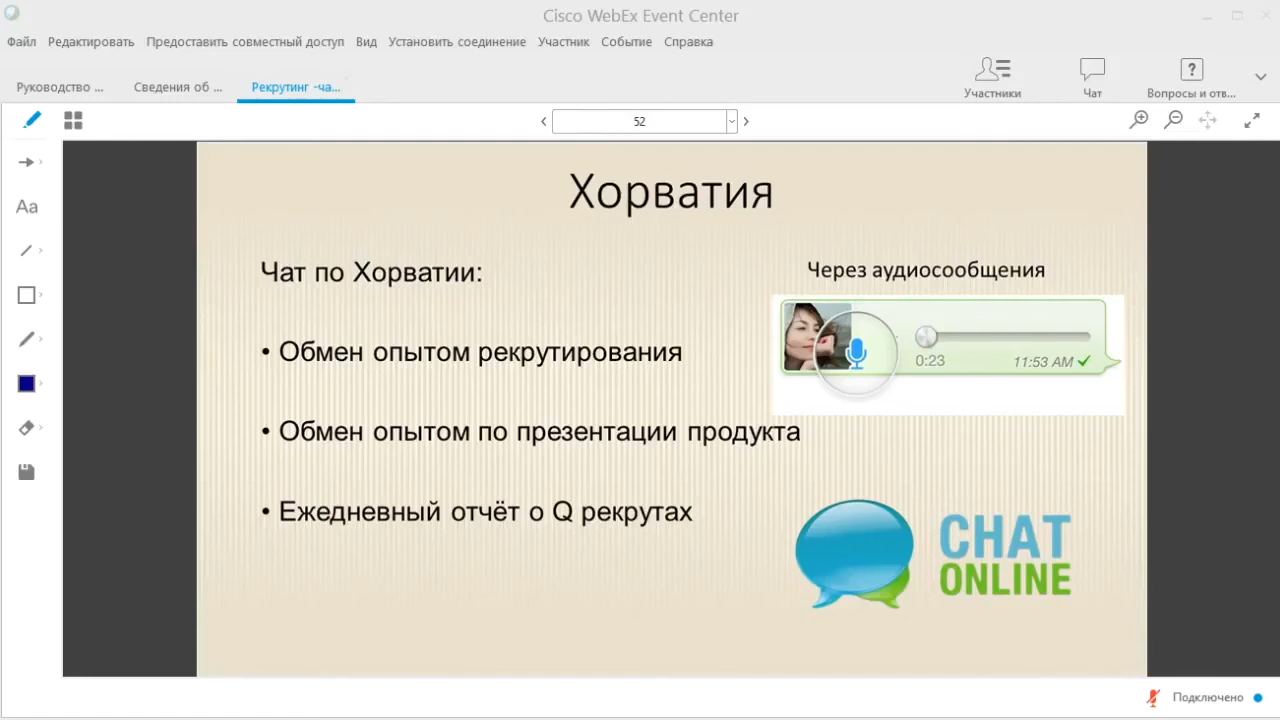 Cisco WebEx Event Center
Файл Редактировать Предоставить совместный доступ Вид Установить соединение Участник Событие Справка
Руководство ... Сведения об ... Рекрутинг -ча...
Участники Чат Вопросы и отв...
52
Aa
Хорватия
Чат по Хорватии:
Через аудиосообщения
0:23 11:53 AM
• Обмен опытом рекрутирования
• Обмен опытом по презентации продукта
• Ежедневный отчёт о Q рекрутах
CHAT
ONLINE
Подключено